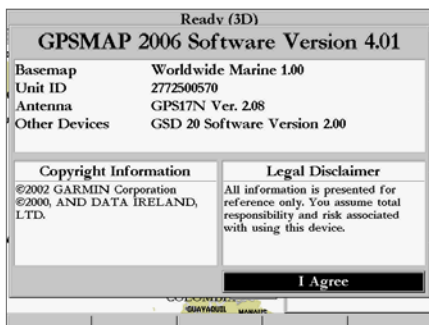 Ready (3D)
GPSMAP 2006 Software Version 4.01
Basemap Worldwide Marine 1.00
Unit ID 2772500570
Antenna GPS17N Ver. 2.08
Other Devices GSD 20 Software Version 2.00
Copyright Information
©2002 GARMIN Corporation
©2000, AND DATA IRELAND,
LTD.
Legal Disclaimer
All information is presented for
reference only. You assume total
responsibility and risk associated
with using this device.
I Agree
COLOMBIA
GUAYAQUIL MANAUS